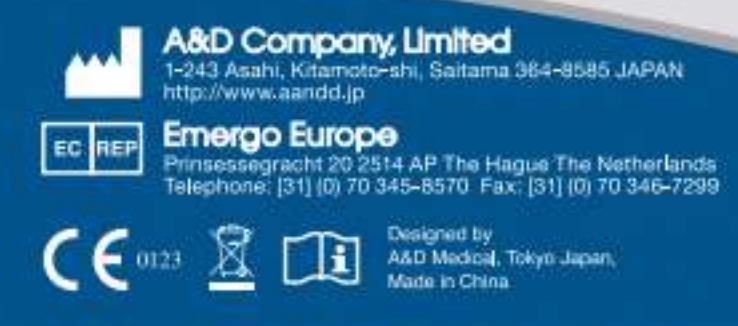 A&D Company, Limited
1-243 Asahi, Kitamoto-shi, Saitama 364-8585 JAPAN
http://www.aandd.jp
EC REP
Emergo Europe
Prinsessegracht 20 2514 AP The Hague The Netherlands
Telephone: [31] (0) 70 345-8570 Fax: [31] (0) 70 346-7299
CE 0123
Designed by
A&D Medical, Tokyo Japan,
Made in China